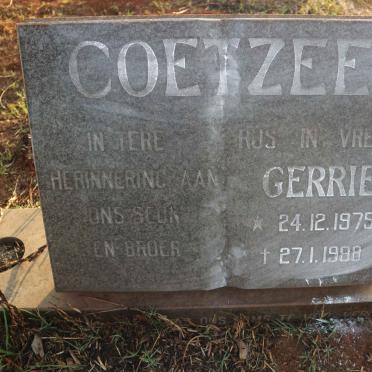 COETZEE
IN TERE
HERINNERING AAN
ONS SEUN
EN BROER
RUS IN VRE
GERRIE
* 24.12.1975
† 27.1.1988